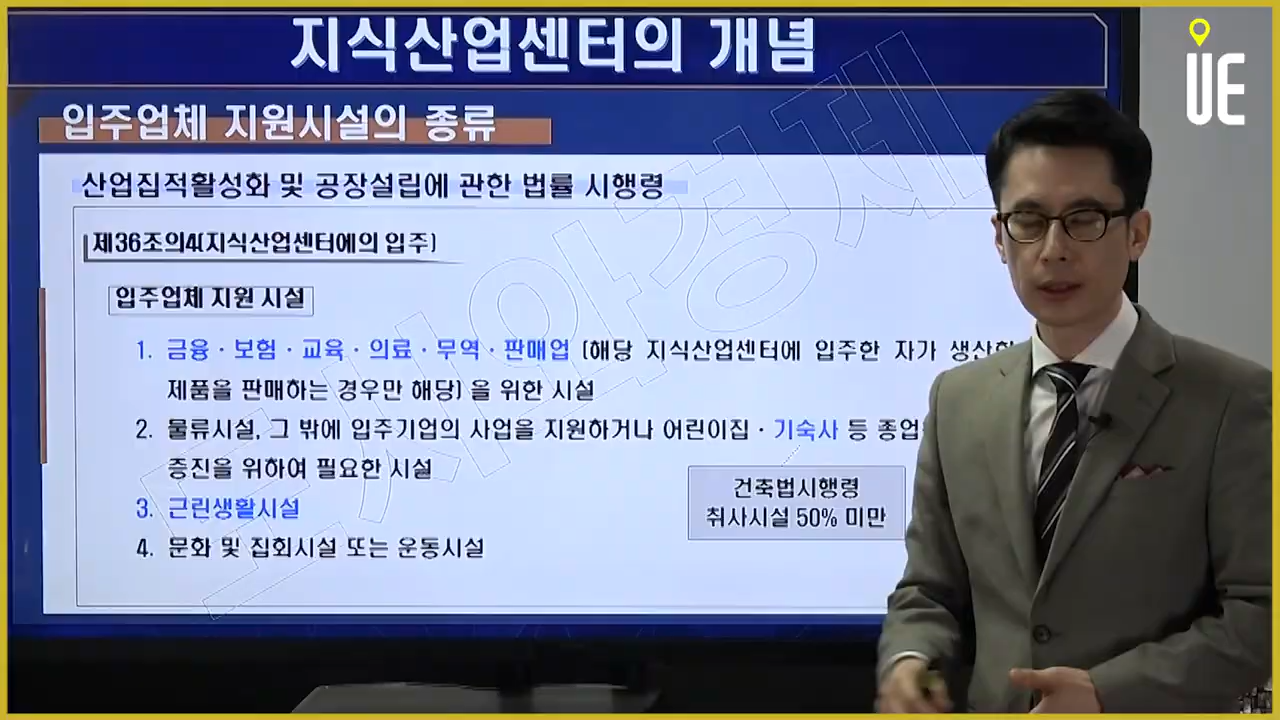 지식산업센터의 개념
UE
입주업체 지원시설의 종류
산업집적활성화 및 공장설립에 관한 법률 시행령
제36조의4(지식산업센터에의 입주)
입주업체 지원 시설
1. 금융·보험·교육·의료·무역·판매업 (해당 지식산업센터에 입주한 자가
제품을 판매하는 경우만 해당) 을 위한 시설
2. 물류시설, 그 밖에 입주기업의 사업을 지원하거나 어린이집·기숙사 등
증진을 위하여 필요한 시설
건축법시행령
취사시설 50% 미만
3. 근린생활시설
4. 문화 및 집회시설 또는 운동시설
도시와경제